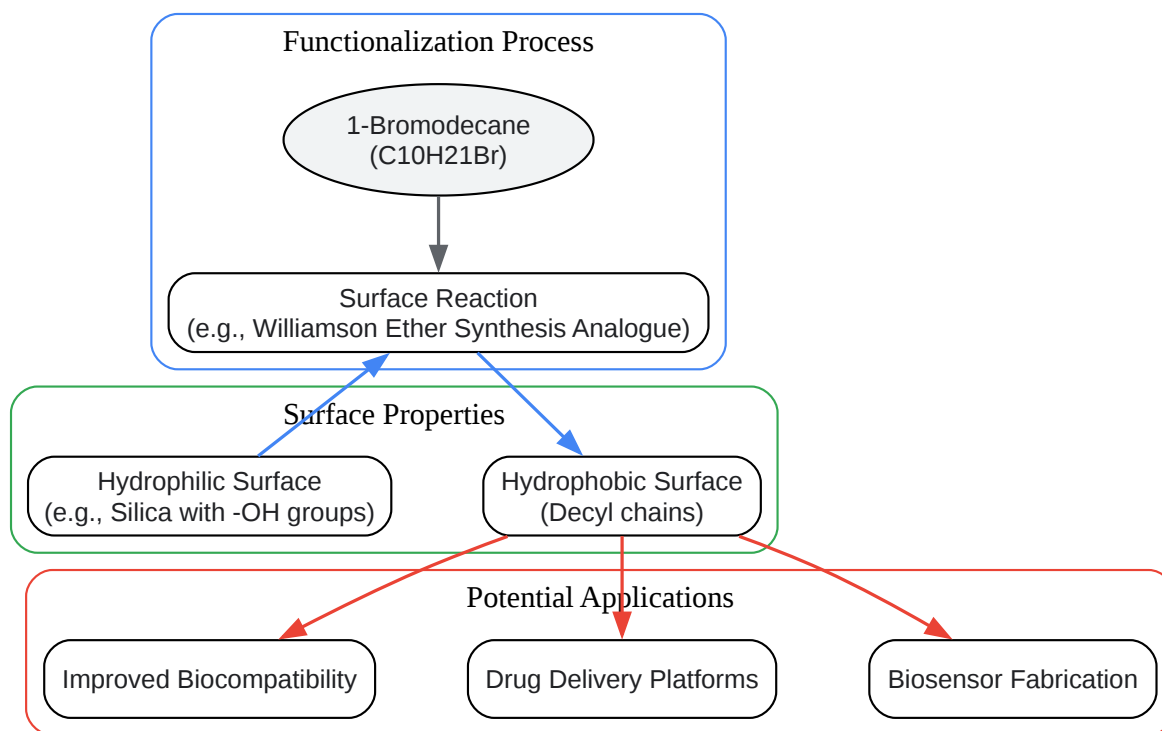 Functionalization Process
1-Bromodecane
(C10H21Br)
Surface Reaction
(e.g., Williamson Ether Synthesis Analogue)
Surface Properties
Hydrophilic Surface
(e.g., Silica with -OH groups)
Hydrophobic Surface
(Decyl chains)
Potential Applications
Improved Biocompatibility
Drug Delivery Platforms
Biosensor Fabrication